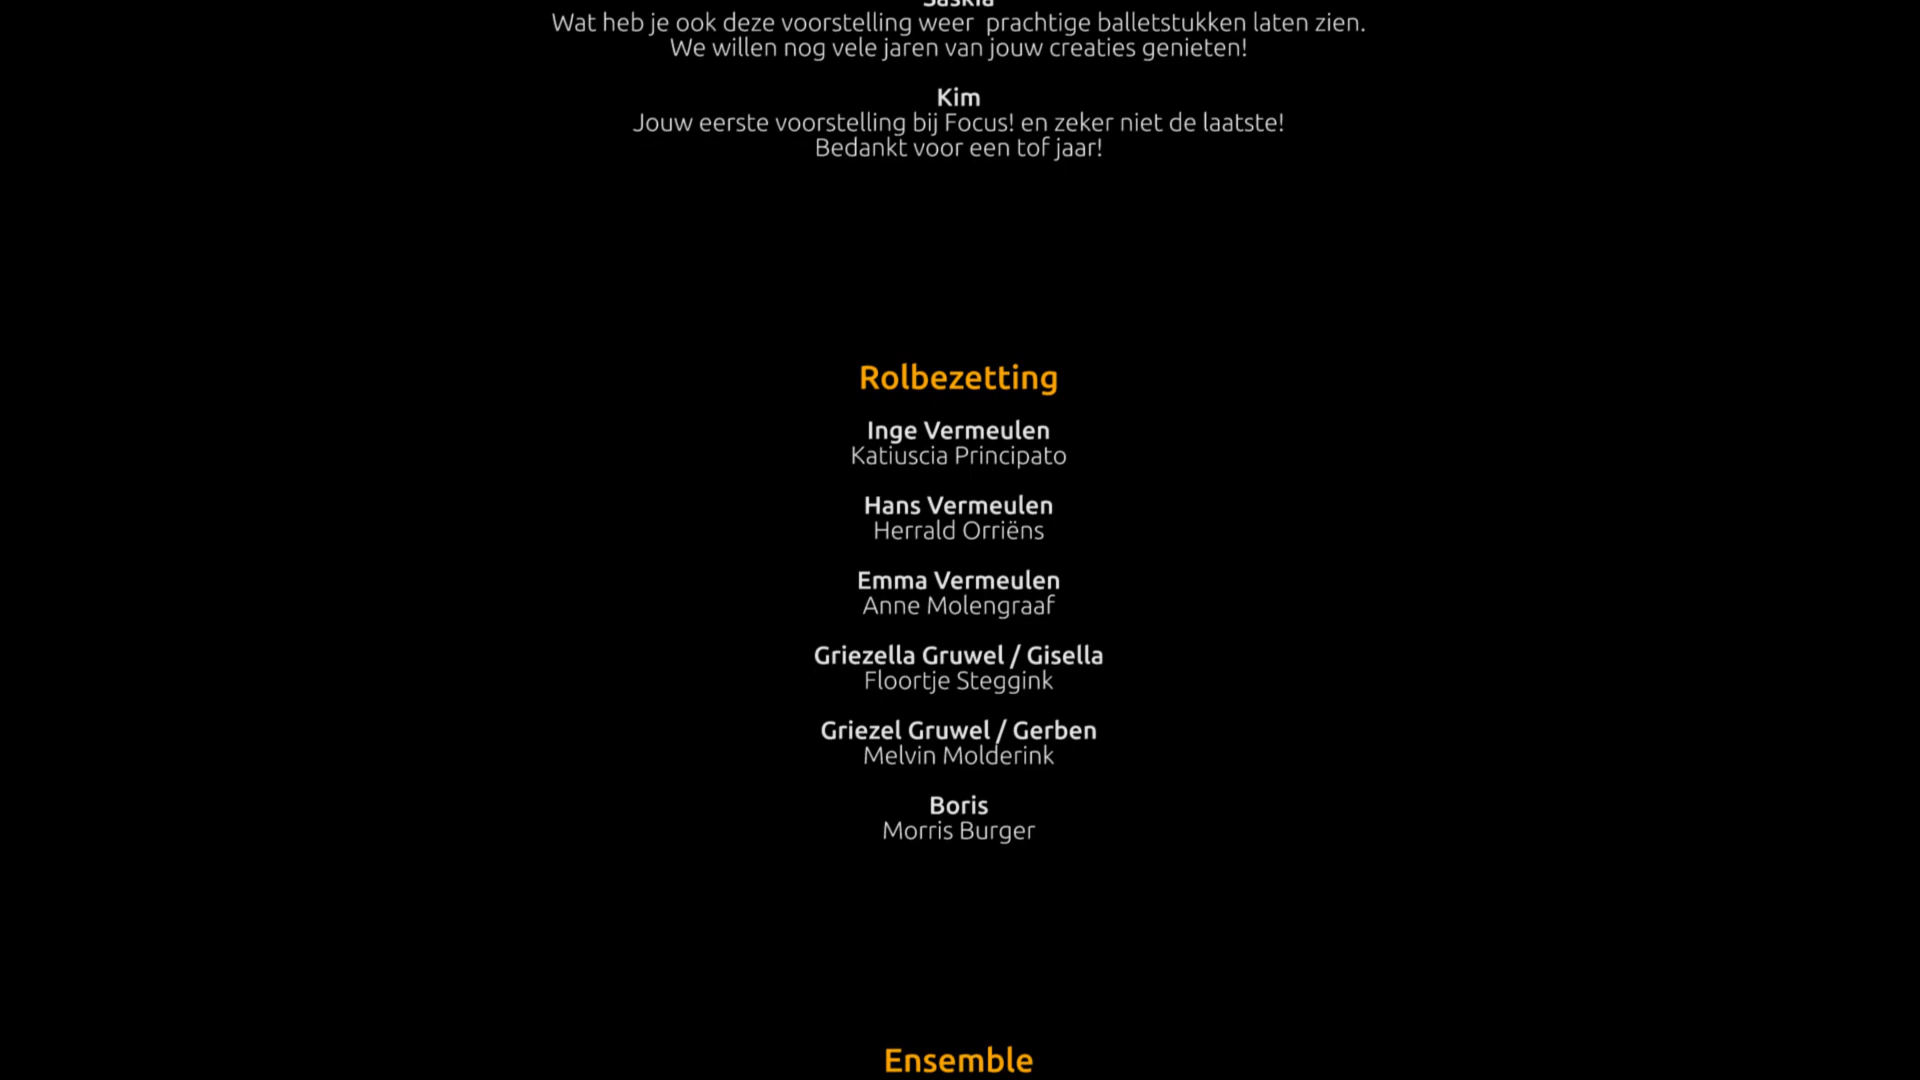 Saskia
Wat heb je ook deze voorstelling weer prachtige balletstukken laten zien.
We willen nog vele jaren van jouw creaties genieten!
Kim
Jouw eerste voorstelling bij Focus! en zeker niet de laatste!
Bedankt voor een tof jaar!
Rolbezetting
Inge Vermeulen
Katiuscia Principato
Hans Vermeulen
Herrald Orriëns
Emma Vermeulen
Anne Molengraaf
Griezella Gruwel / Gisella
Floortje Steggink
Griezel Gruwel / Gerben
Melvin Molderink
Boris
Morris Burger
Ensemble